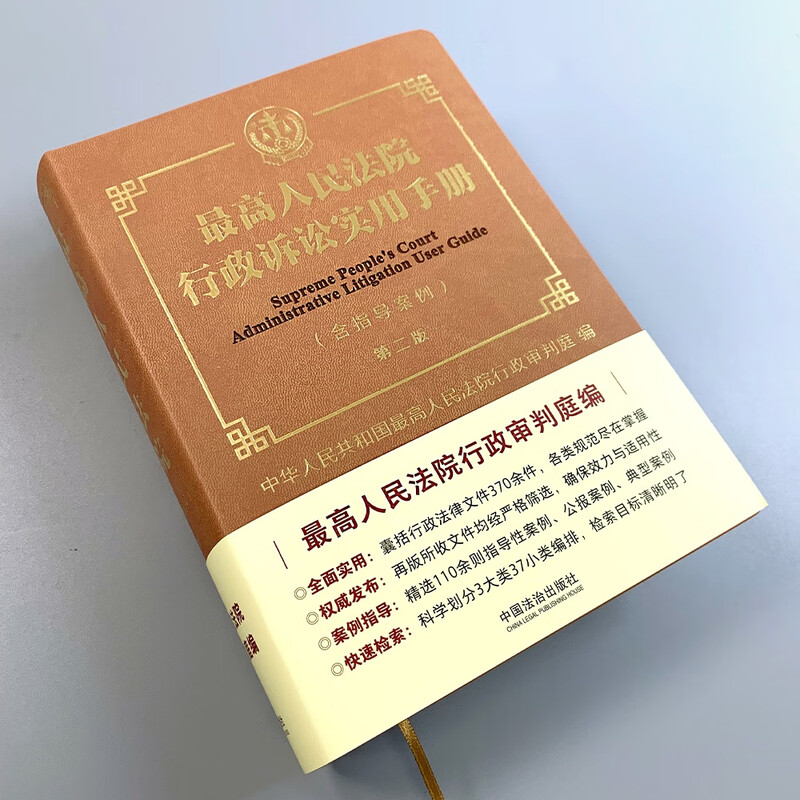 最高人民法院
行政诉讼实用手册
Supreme People's Court
Administrative Litigation User Guide
（含指导案例）
第二版
中华人民共和国最高人民法院行政审判庭 编
最高人民法院行政审判庭编
◎全面实用：囊括行政法律文件370余件，各类规范尽在掌握
◎权威发布：再版所收文件均经严格筛选，确保效力与适用性
◎案例指导：精选110余则指导性案例、公报案例、典型案例
◎快速检索：科学划分3大类37小类编排，检索目标清晰明了
中国法治出版社
CHINA LEGAL PUBLISHING HOUSE